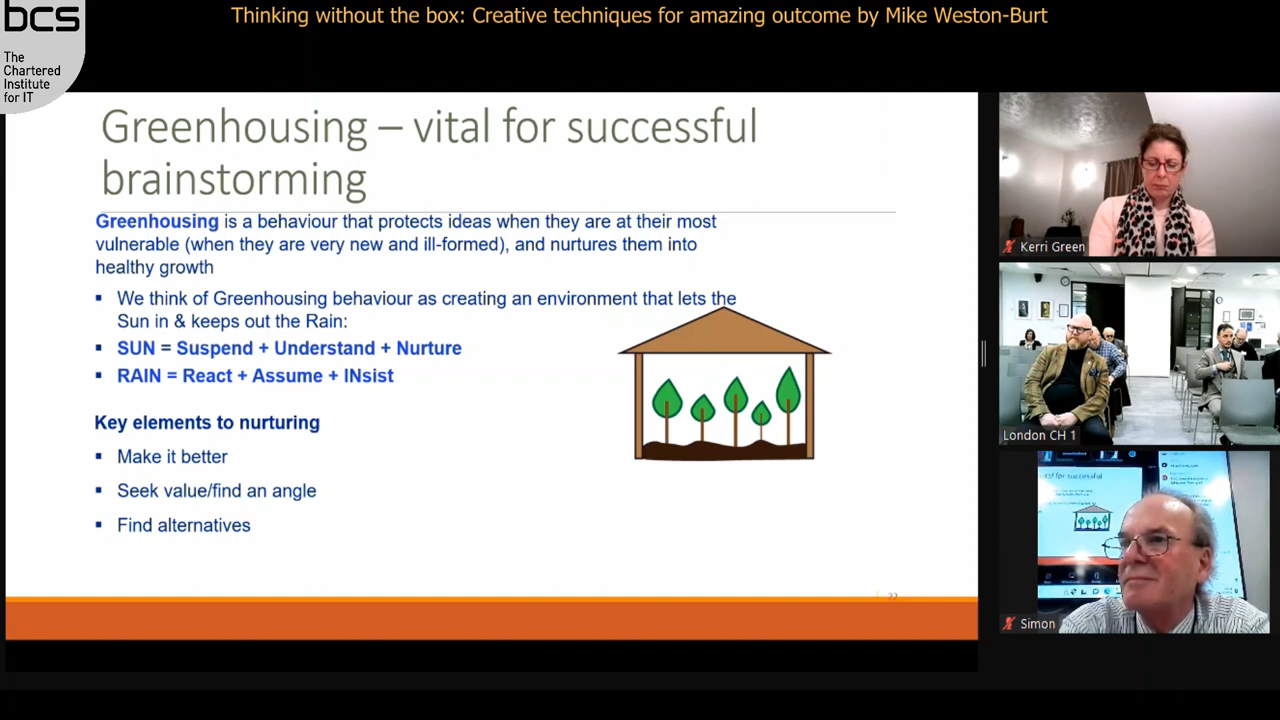 Thinking without the box: Creative techniques for amazing outcome by Mike Weston-Burt
bcs
The
Chartered
Institute
for IT
Greenhousing – vital for successful
brainstorming
Greenhousing is a behaviour that protects ideas when they are at their most
vulnerable (when they are very new and ill-formed), and nurtures them into
healthy growth
▪ We think of Greenhousing behaviour as creating an environment that lets the
Sun in & keeps out the Rain:
▪ SUN = Suspend + Understand + Nurture
▪ RAIN = React + Assume + INsist
Key elements to nurturing
▪ Make it better
▪ Seek value/find an angle
▪ Find alternatives
22
Kerri Green
London CH 1
Simon